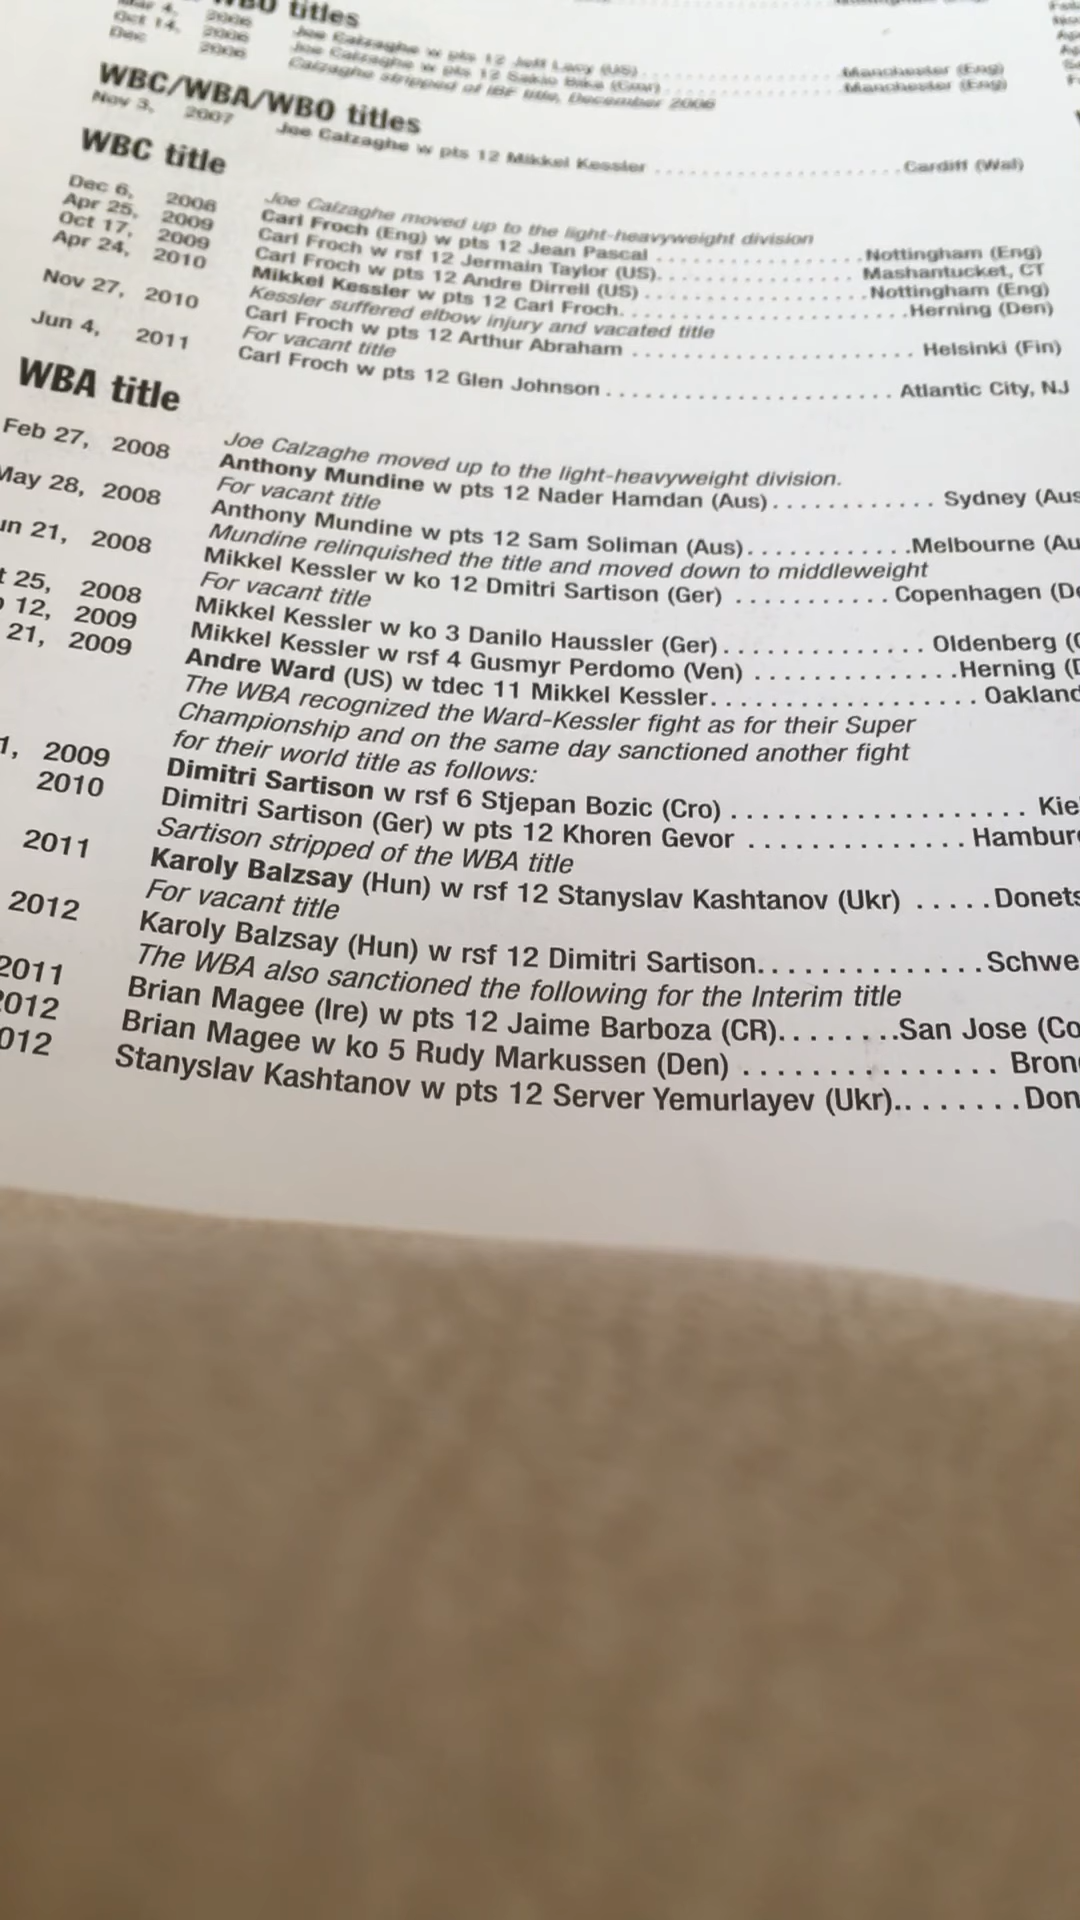 WBO titles
Mar 4, 2006 Joe Calzaghe w pts 12 Jeff Lacy (US) Manchester (Eng)
Oct 14, 2006 Joe Calzaghe w pts 12 Sakio Bika (Cmr) Manchester (Eng)
Dec 2006 Calzaghe stripped of IBF title, December 2006
WBC/WBA/WBO titles
Nov 3, 2007 Joe Calzaghe w pts 12 Mikkel Kessler Cardiff (Wal)
WBC title
Joe Calzaghe moved up to the light-heavyweight division
Dec 6, 2008 Carl Froch (Eng) w pts 12 Jean Pascal Nottingham (Eng)
Apr 25, 2009 Carl Froch w rsf 12 Jermain Taylor (US) Mashantucket, CT
Oct 17, 2009 Carl Froch w pts 12 Andre Dirrell (US) Nottingham (Eng)
Apr 24, 2010 Mikkel Kessler w pts 12 Carl Froch Herning (Den)
Kessler suffered elbow injury and vacated title
Nov 27, 2010 Carl Froch w pts 12 Arthur Abraham Helsinki (Fin)
For vacant title
Jun 4, 2011 Carl Froch w pts 12 Glen Johnson Atlantic City, NJ
WBA title
Joe Calzaghe moved up to the light-heavyweight division.
Feb 27, 2008 Anthony Mundine w pts 12 Nader Hamdan (Aus) Sydney (Aus
For vacant title
May 28, 2008 Anthony Mundine w pts 12 Sam Soliman (Aus) Melbourne (Au
Mundine relinquished the title and moved down to middleweight
un 21, 2008 Mikkel Kessler w ko 12 Dmitri Sartison (Ger) Copenhagen (De
For vacant title
t 25, 2008 Mikkel Kessler w ko 3 Danilo Haussler (Ger) Oldenberg (G
12, 2009 Mikkel Kessler w rsf 4 Gusmyr Perdomo (Ven) Herning (D
21, 2009 Andre Ward (US) w tdec 11 Mikkel Kessler Oakland
The WBA recognized the Ward-Kessler fight as for their Super
Championship and on the same day sanctioned another fight
for their world title as follows:
1, 2009 Dimitri Sartison w rsf 6 Stjepan Bozic (Cro) Kie
2010 Dimitri Sartison (Ger) w pts 12 Khoren Gevor Hamburg
Sartison stripped of the WBA title
2011 Karoly Balzsay (Hun) w rsf 12 Stanyslav Kashtanov (Ukr) Donets
For vacant title
2012 Karoly Balzsay (Hun) w rsf 12 Dimitri Sartison Schwe
The WBA also sanctioned the following for the Interim title
2011 Brian Magee (Ire) w pts 12 Jaime Barboza (CR) San Jose (Co
2012 Brian Magee w ko 5 Rudy Markussen (Den) Bron
012 Stanyslav Kashtanov w pts 12 Server Yemurlayev (Ukr).. Don